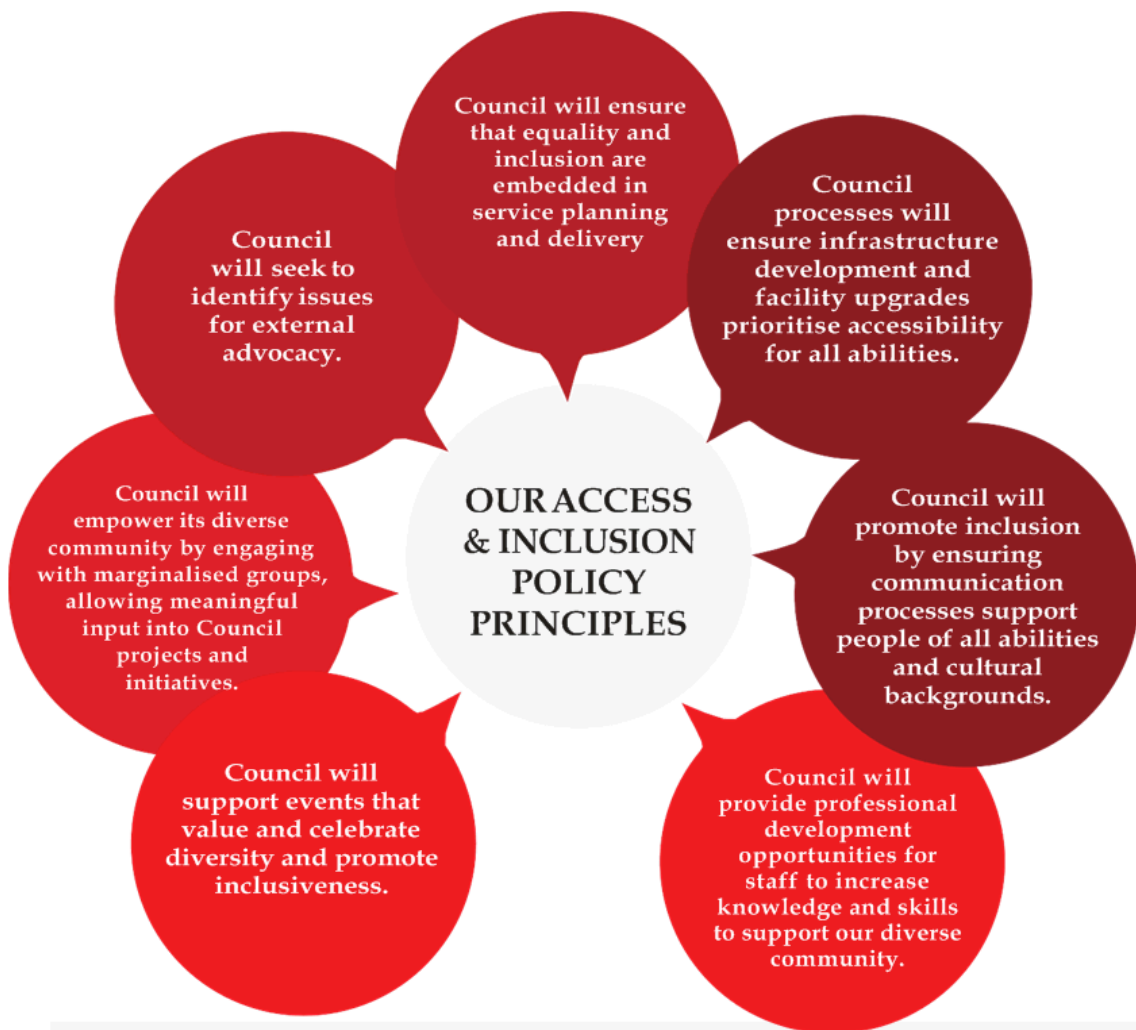 Council will ensure
that equality and
inclusion are
embedded in
service planning
and delivery
Council
processes will
ensure infrastructure
development and
facility upgrades
prioritise accessibility
for all abilities.
Council will
promote inclusion
by ensuring
communication
processes support
people of all abilities
and cultural
backgrounds.
Council will
provide professional
development
opportunities for
staff to increase
knowledge and skills
to support our diverse
community.
Council will
support events that
value and celebrate
diversity and promote
inclusiveness.
Council will
empower its diverse
community by engaging
with marginalised groups,
allowing meaningful
input into Council
projects and
initiatives.
Council
will seek to
identify issues
for external
advocacy.
OUR ACCESS
& INCLUSION
POLICY
PRINCIPLES